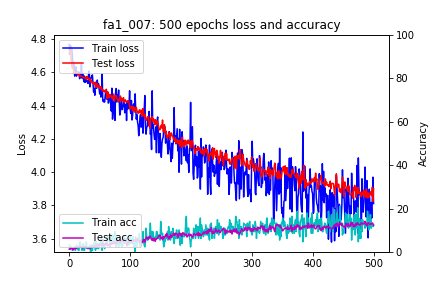 fa1_007: 500 epochs loss and accuracy
Train loss
Test loss
Train acc
Test acc
Loss
Accuracy
4.8
4.6
4.4
4.2
4.0
3.8
3.6
100
80
60
40
20
0
0
100
200
300
400
500